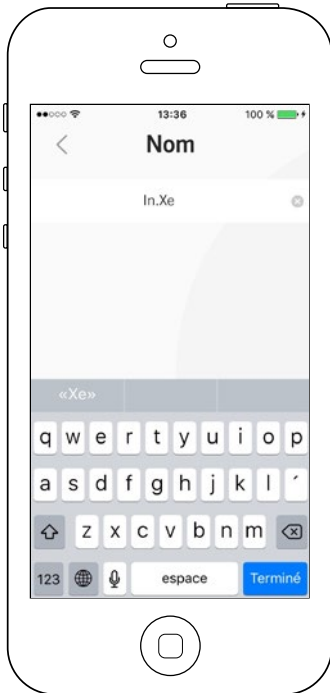 13:36 100 %
Nom
In.Xe
«Xe»
q w e r t y u i o p
a s d f g h j k l ´
z x c v b n m
123 espace Terminé